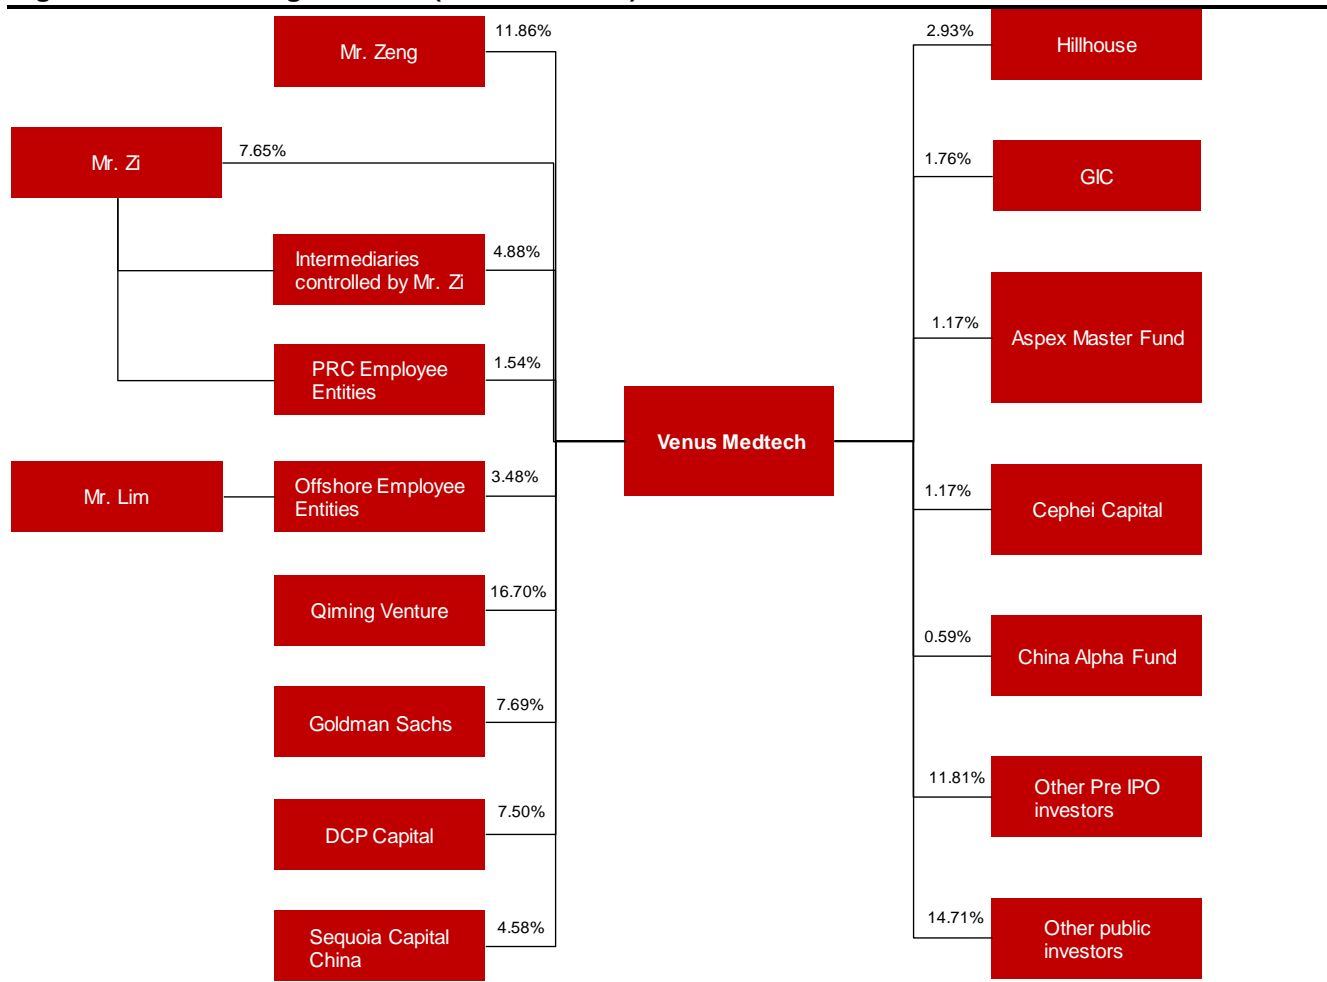 Mr. Zeng
11.86%
Mr. Zi
7.65%
Intermediaries
controlled by Mr. Zi
4.88%
PRC Employee
Entities
1.54%
Mr. Lim
Offshore Employee
Entities
3.48%
Qiming Venture
16.70%
Goldman Sachs
7.69%
DCP Capital
7.50%
Sequoia Capital
China
4.58%
Venus Medtech
2.93%
Hillhouse
1.76%
GIC
1.17%
Aspex Master Fund
1.17%
Cephei Capital
0.59%
China Alpha Fund
11.81%
Other Pre IPO
investors
14.71%
Other public
investors